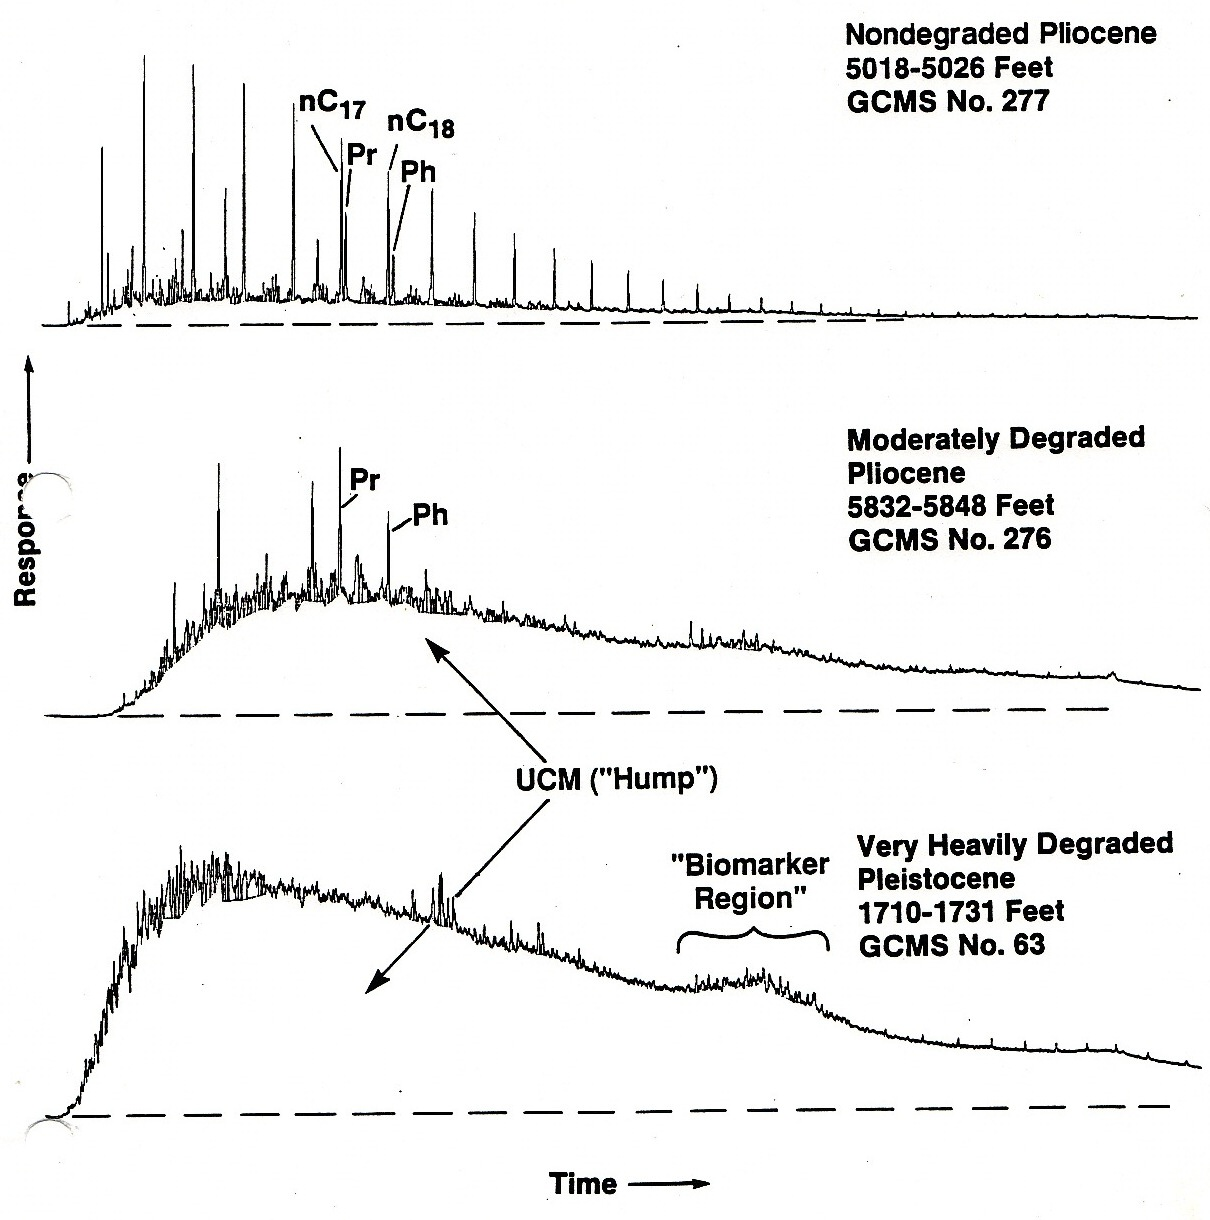 Nondegraded Pliocene
5018-5026 Feet
GCMS No. 277
nC17
nC18
Pr
Ph
Response
Moderately Degraded
Pliocene
5832-5848 Feet
GCMS No. 276
Pr
Ph
UCM ("Hump")
"Biomarker
Region"
Very Heavily Degraded
Pleistocene
1710-1731 Feet
GCMS No. 63
Time